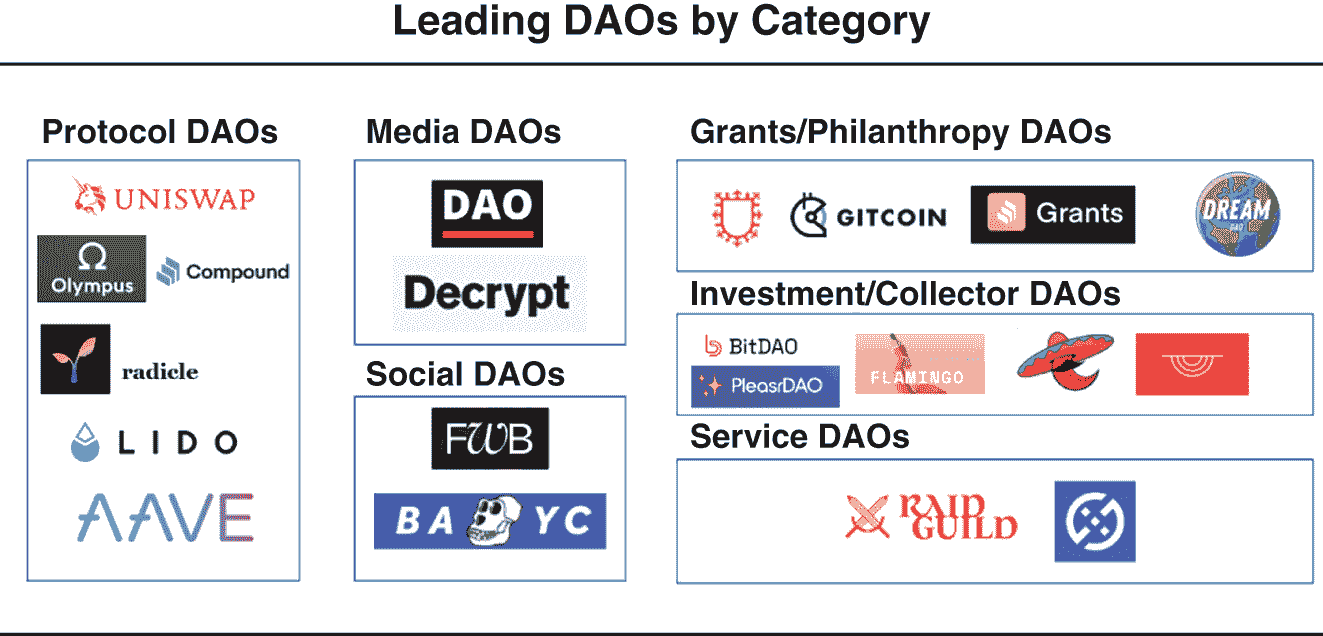 Leading DAOs by Category
Protocol DAOs
UNISWAP
Olympus
Compound
radicle
LIDO
AAVE
Media DAOs
DAO
Decrypt
Social DAOs
FWB
BA YC
Grants/Philanthropy DAOs
GITCOIN
Grants
DREAM
DAO
Investment/Collector DAOs
BitDAO
PleasrDAO
FLAMINGO
Service DAOs
RAID
GUILD